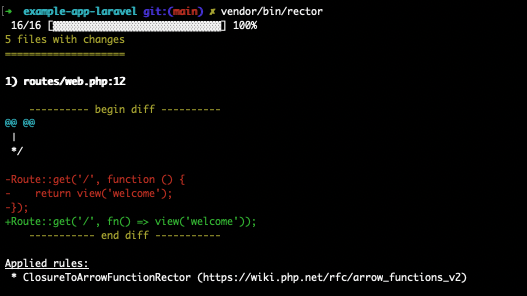 [➜  example-app-laravel git:(main) ✗ vendor/bin/rector
 16/16 [▓▓▓▓▓▓▓▓▓▓▓▓▓▓▓▓▓▓▓▓▓▓▓▓▓▓▓▓] 100%
5 files with changes
====================
1) routes/web.php:12
    ---------- begin diff ----------
@@ @@
 |
 */
-Route::get('/', function () {
-    return view('welcome');
-});
+Route::get('/', fn() => view('welcome'));
    ----------- end diff -----------
Applied rules:
 * ClosureToArrowFunctionRector (https://wiki.php.net/rfc/arrow_functions_v2)